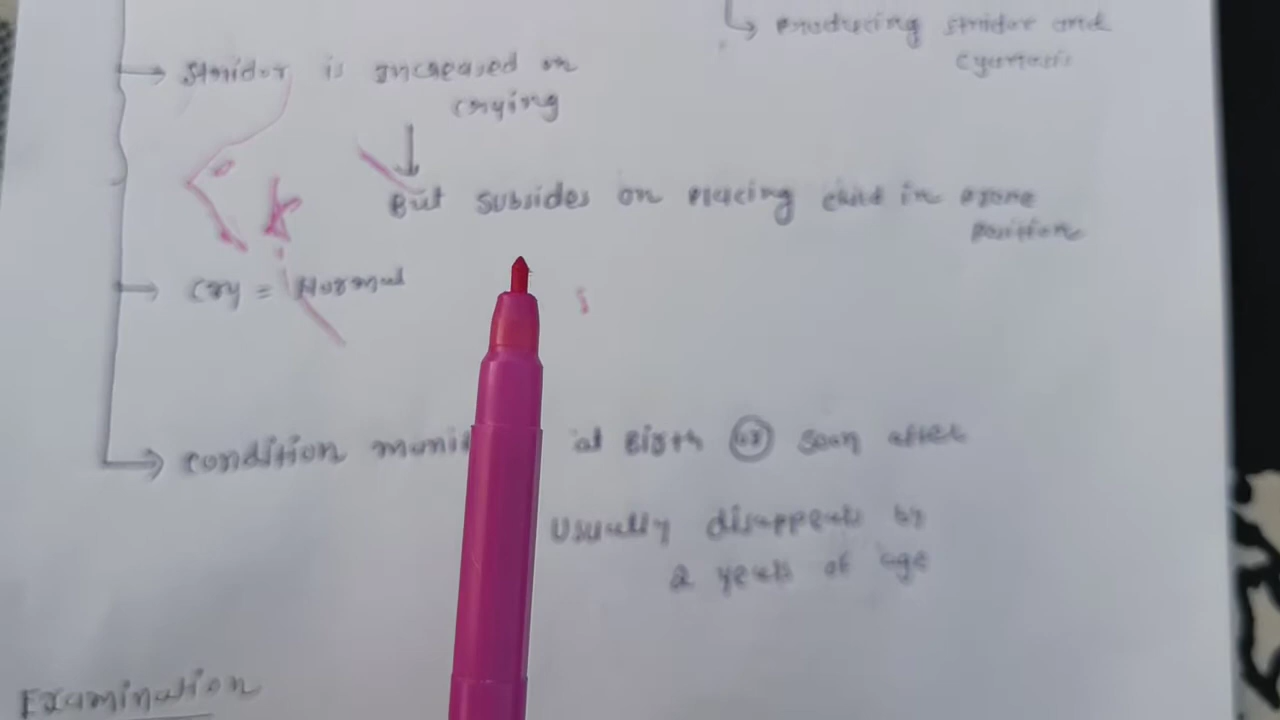 ↳ Producing stridor and
cyanosis
→ Stridor is increased on
crying
↓
But subsides on placing child in prone
position
→ Cry = Normal
→ condition at Birth or soon after
Usually disappears by
2 years of age
Examination